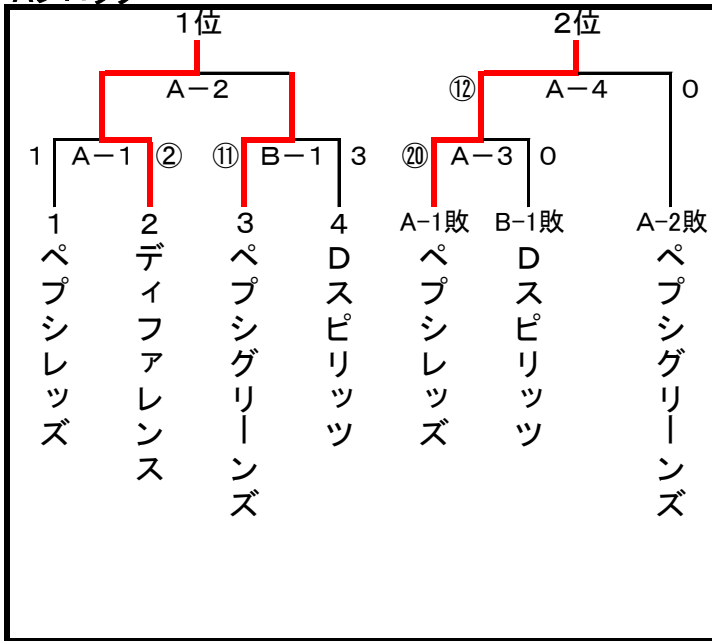 1位 2位
A－2 ⑫ A－4 0
1 A－1 ② ⑪ B－1 3 ⑳ A－3 0
1 2 3 4 A-1敗 B-1敗 A-2敗
ペプシレッズ
ディファレンス
ペプシグリーンズ
Dスピリッツ
ペプシレッズ
Dスピリッツ
ペプシグリーンズ